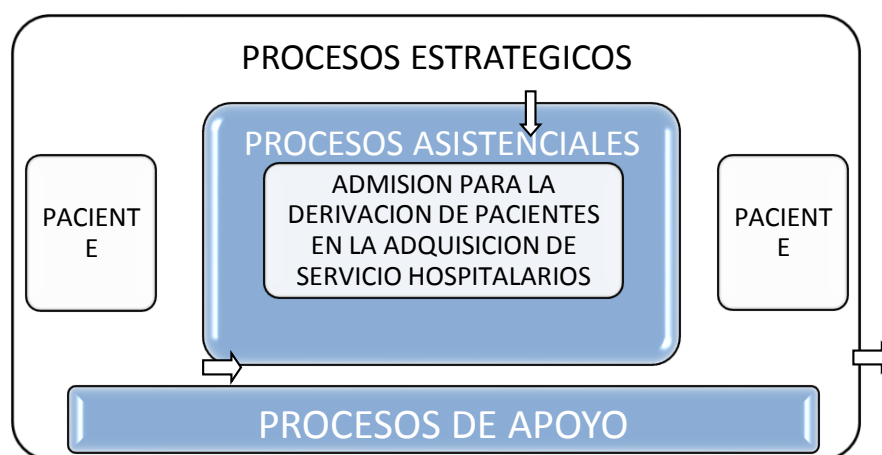 PROCESOS ESTRATEGICOS
PROCESOS ASISTENCIALES
ADMISION PARA LA
DERIVACION DE PACIENTES
EN LA ADQUISICION DE
SERVICIO HOSPITALARIOS
PACIENT
E
PACIENT
E
PROCESOS DE APOYO